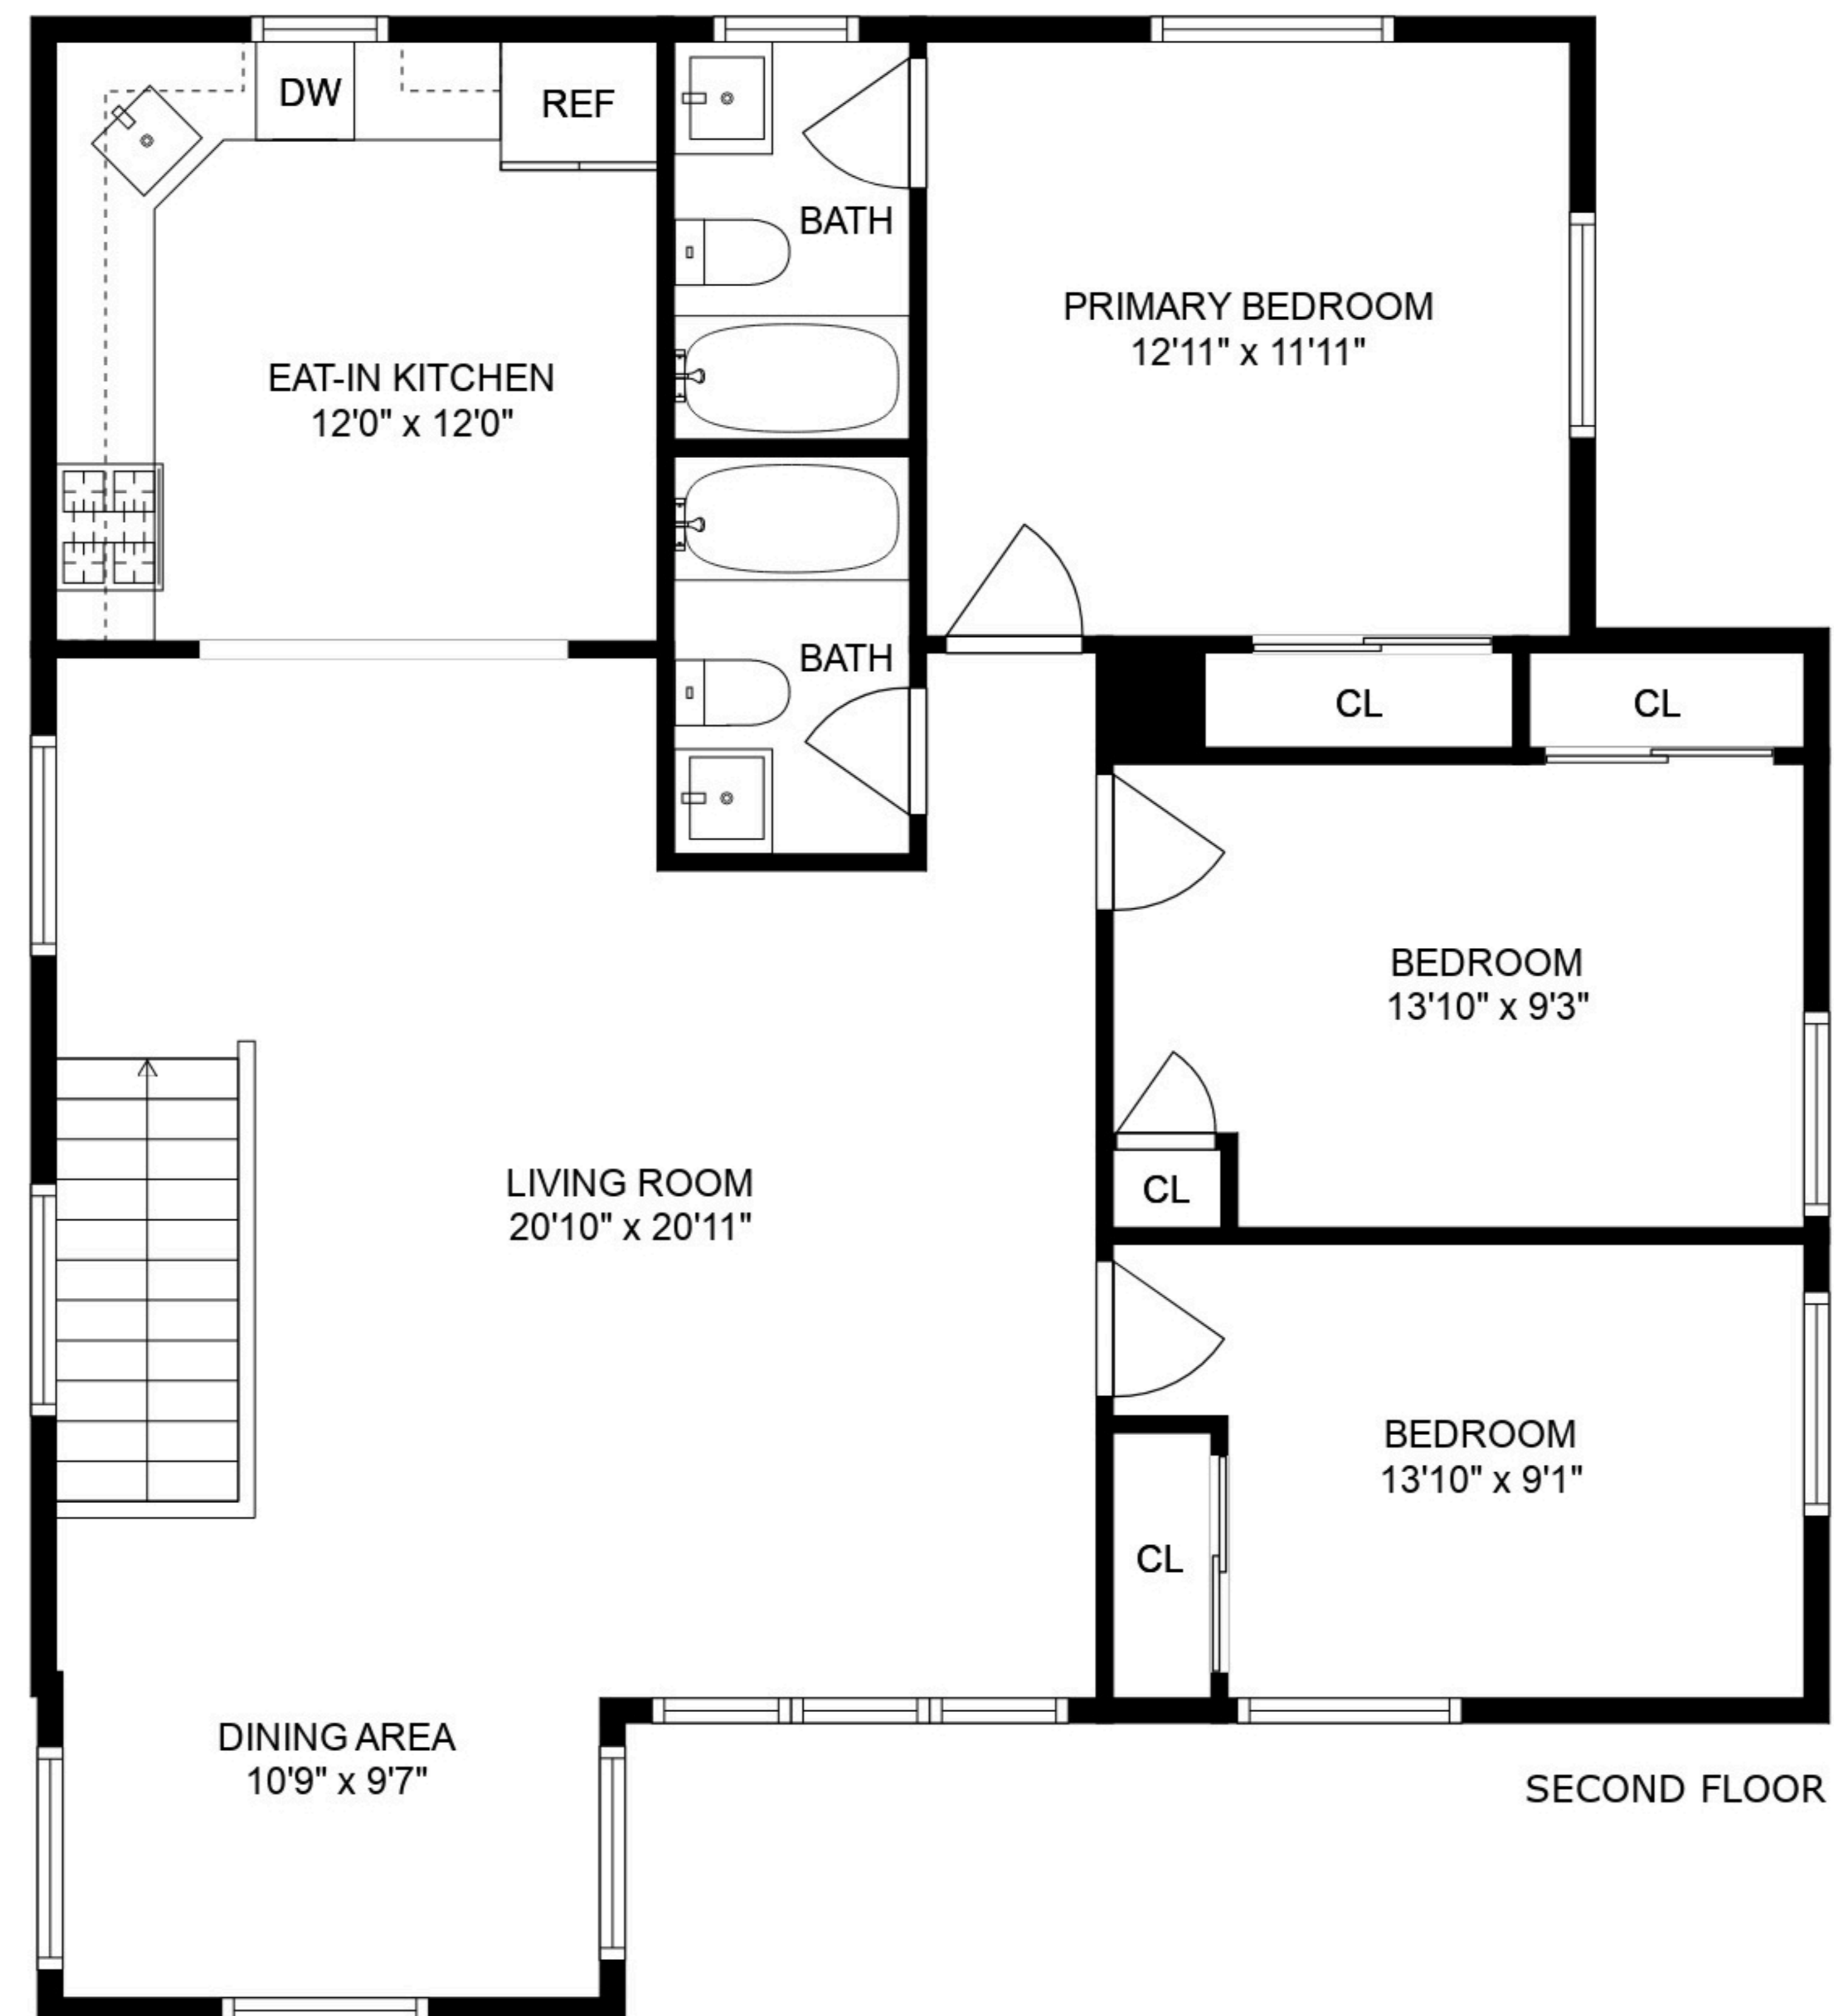 DW
REF
BATH
PRIMARY BEDROOM
12'11" x 11'11"
EAT-IN KITCHEN
12'0" x 12'0"
BATH
CL
CL
BEDROOM
13'10" x 9'3"
LIVING ROOM
20'10" x 20'11"
CL
BEDROOM
13'10" x 9'1"
CL
DINING AREA
10'9" x 9'7"
SECOND FLOOR